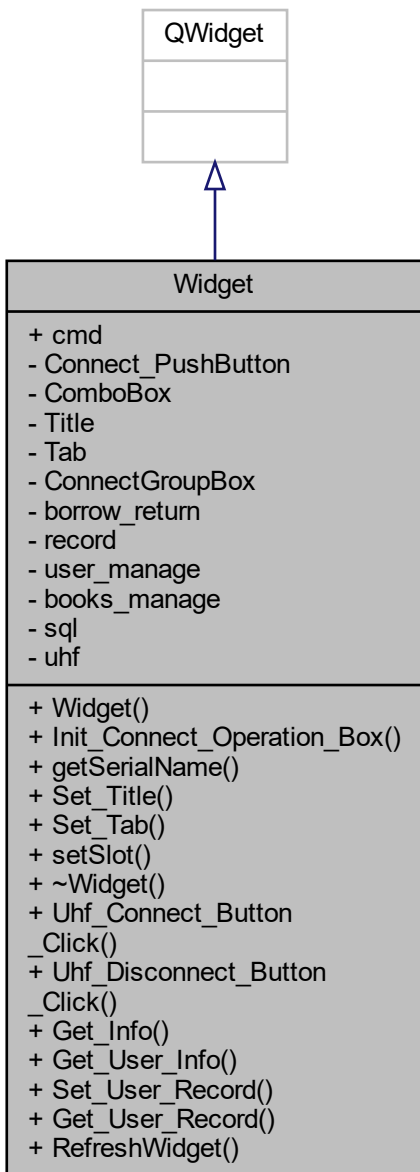 QWidget
Widget
+ cmd
- Connect_PushButton
- ComboBox
- Title
- Tab
- ConnectGroupBox
- borrow_return
- record
- user_manage
- books_manage
- sql
- uhf
+ Widget()
+ Init_Connect_Operation_Box()
+ getSerialName()
+ Set_Title()
+ Set_Tab()
+ setSlot()
+ ~Widget()
+ Uhf_Connect_Button
_Click()
+ Uhf_Disconnect_Button
_Click()
+ Get_Info()
+ Get_User_Info()
+ Set_User_Record()
+ Get_User_Record()
+ RefreshWidget()